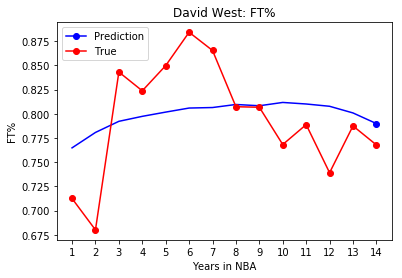 David West: FT%
Prediction
True
FT%
0.875
0.850
0.825
0.800
0.775
0.750
0.725
0.700
0.675
1 2 3 4 5 6 7 8 9 10 11 12 13 14
Years in NBA